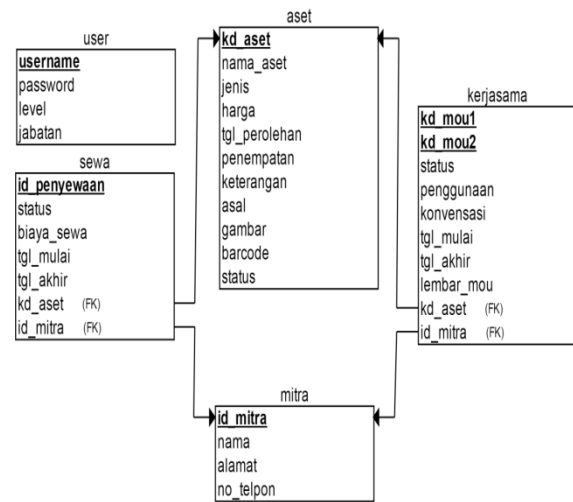 user
username
password
level
jabatan
sewa
id_penyewaan
status
biaya_sewa
tgl_mulai
tgl_akhir
kd_aset (FK)
id_mitra (FK)
aset
kd_aset
nama_aset
jenis
harga
tgl_perolehan
penempatan
keterangan
asal
gambar
barcode
status
kerjasama
kd_mou1
kd_mou2
status
penggunaan
konvensasi
tgl_mulai
tgl_akhir
lembar_mou
kd_aset (FK)
id_mitra (FK)
mitra
id_mitra
nama
alamat
no_telpon